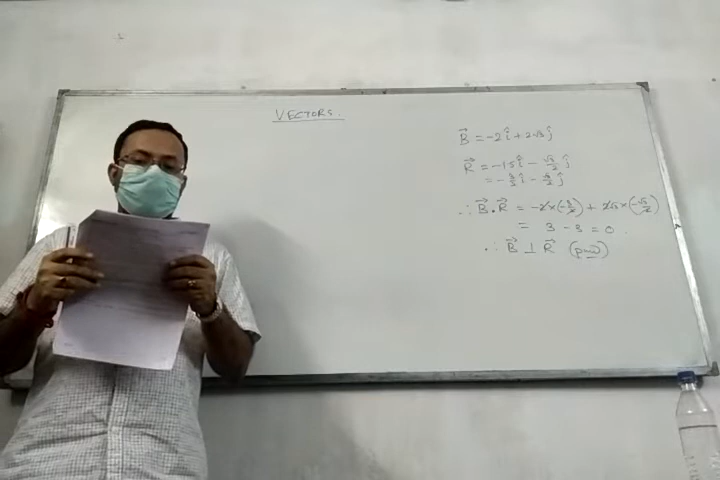 VECTORS.
B⃗ = -2î + 2√3ĵ
R⃗ = -1.5î - √3/2 ĵ
= -3/2 î - √3/2 ĵ
∴ B⃗ . R⃗ = -2 × (-3/2) + 2√3 × (-√3/2)
= 3 - 3 = 0.
∴ B⃗ ⊥ R⃗